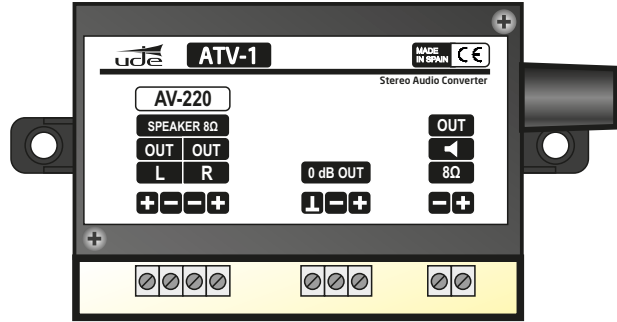 ude ATV-1 MADE
IN SPAIN CE
Stereo Audio Converter
AV-220
SPEAKER 8Ω
OUT OUT
L R
+ - - +
0 dB OUT
⊥ - +
OUT
8Ω
- +